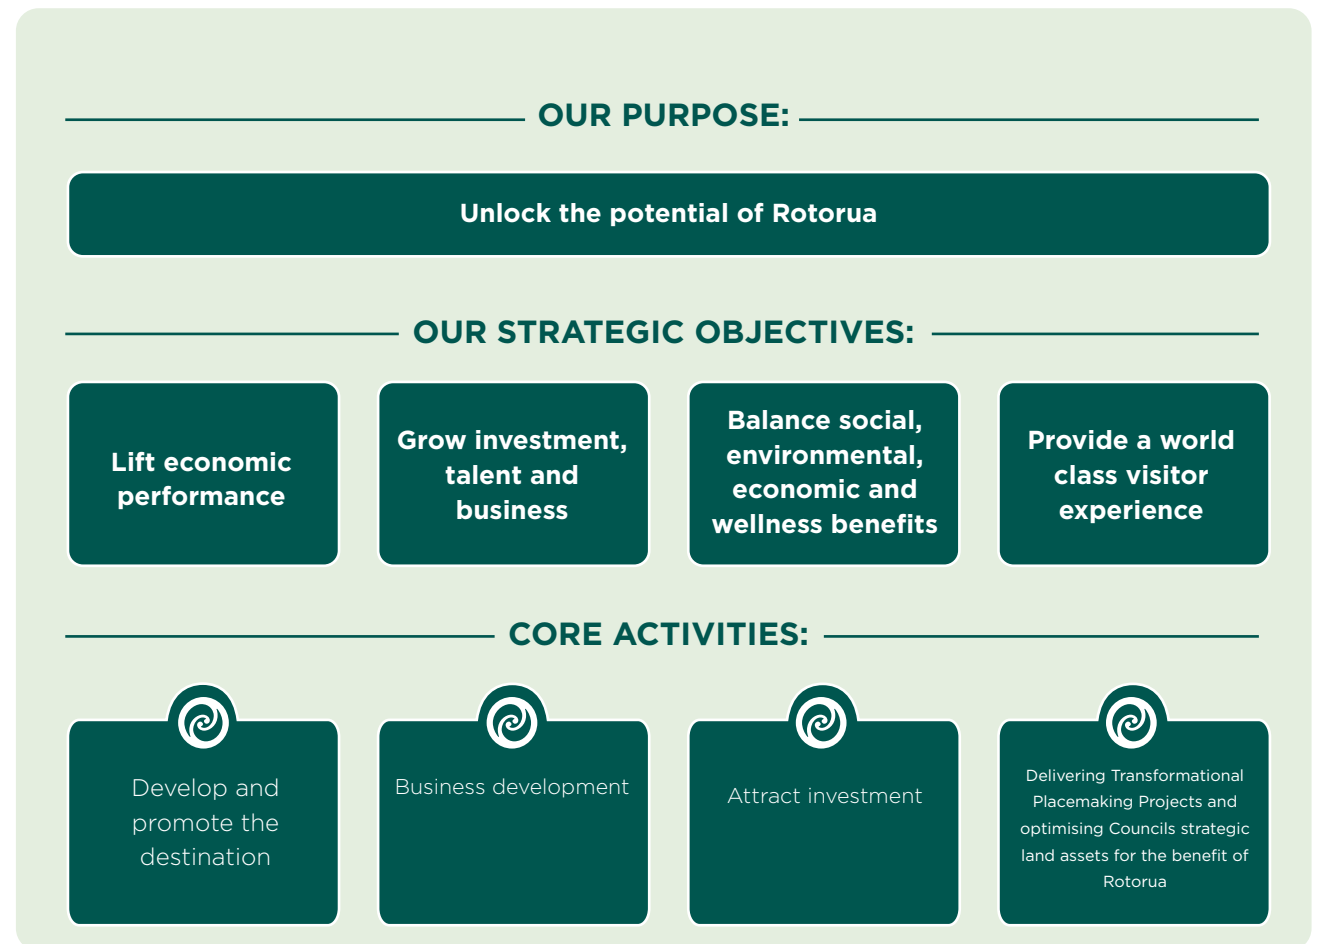 OUR PURPOSE:
Unlock the potential of Rotorua
OUR STRATEGIC OBJECTIVES:
Lift economic
performance
Grow investment,
talent and
business
Balance social,
environmental,
economic and
wellness benefits
Provide a world
class visitor
experience
CORE ACTIVITIES:
Develop and
promote the
destination
Business development
Attract investment
Delivering Transformational
Placemaking Projects and
optimising Councils strategic
land assets for the benefit of
Rotorua